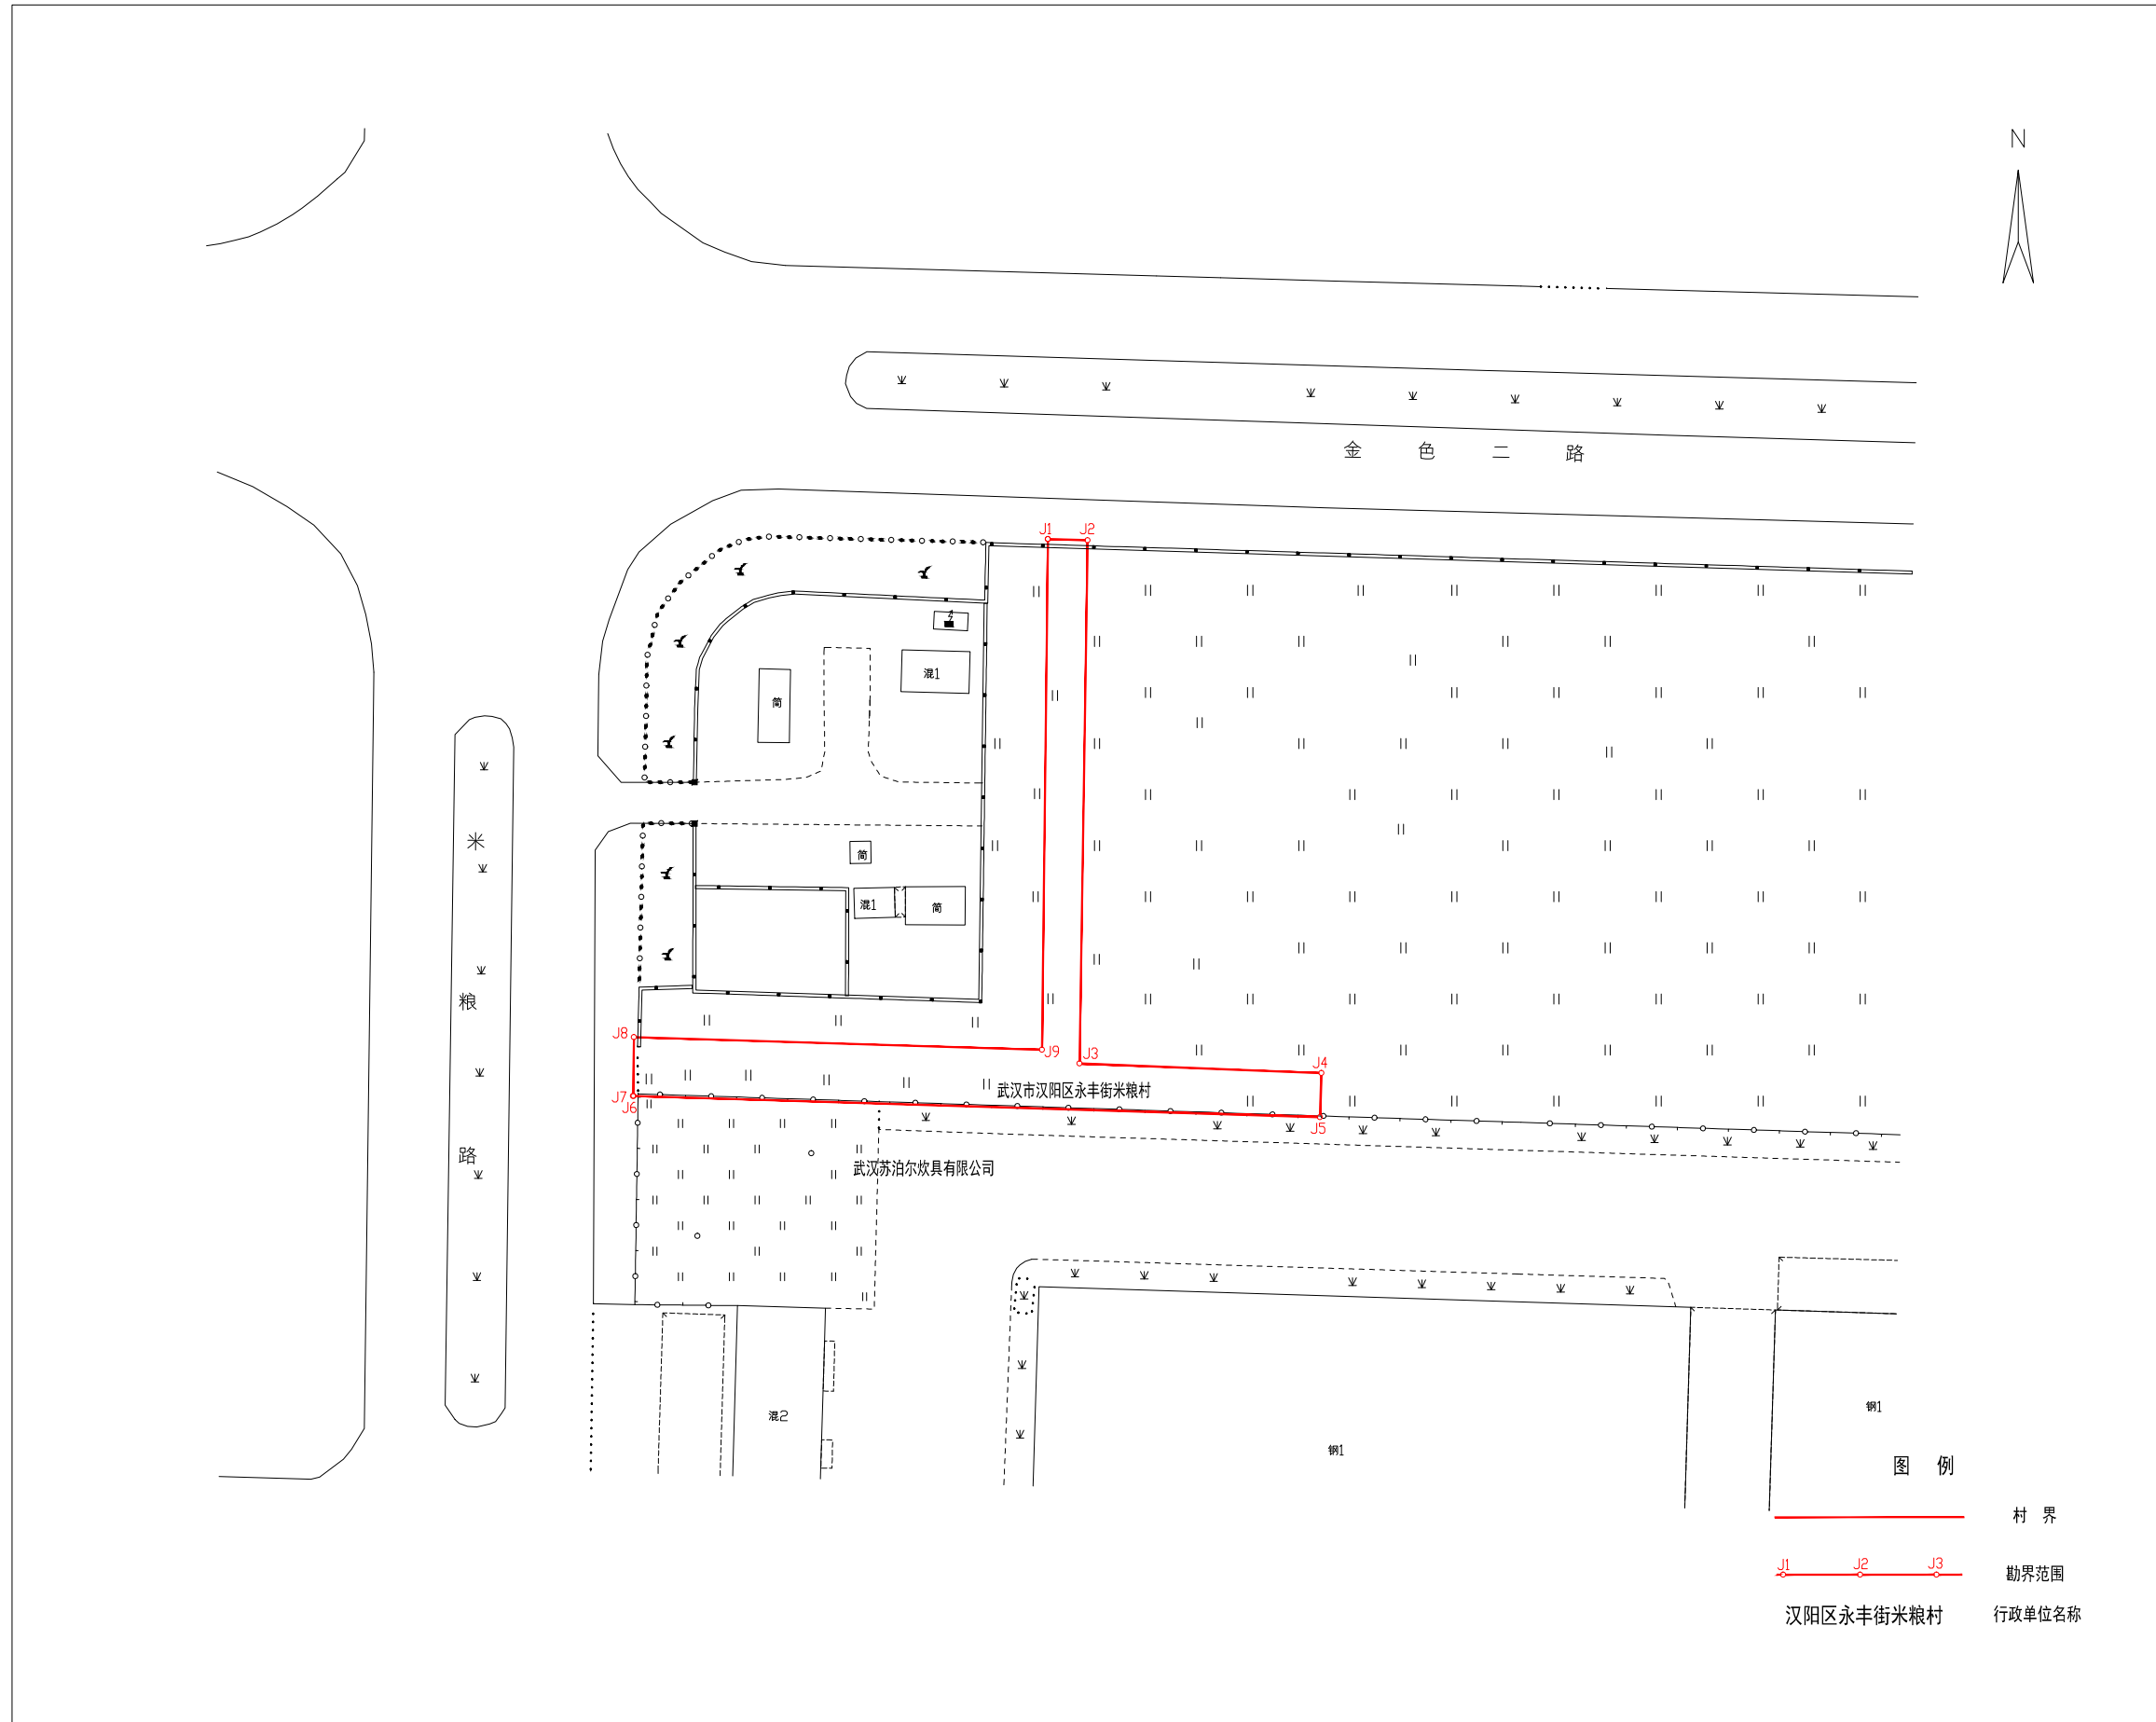 N
金色二路
J1 J2
混1
简
米粮路
简
混1
简
J8
J9
J3
J4
武汉市汉阳区永丰街米粮村
J7
J6
J5
武汉苏泊尔炊具有限公司
混2
钢1
钢1
图 例
村 界
J1 J2 J3
勘界范围
汉阳区永丰街米粮村 行政单位名称